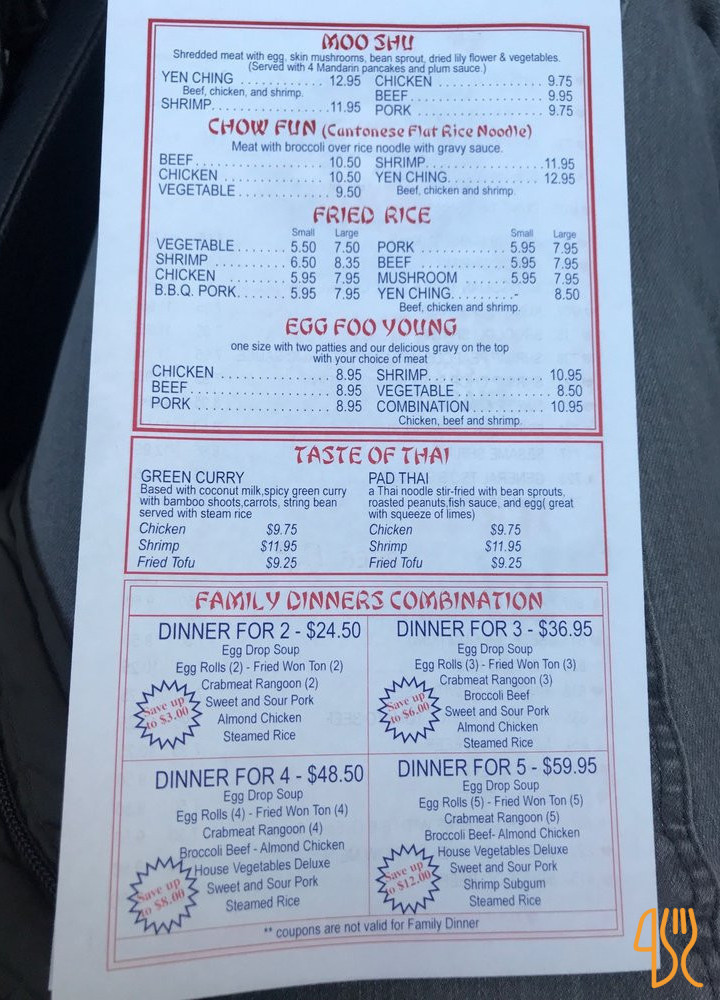 MOO SHU
Shredded meat with egg, skin mushrooms, bean sprout, dried lily flower & vegetables.
(Served with 4 Mandarin pancakes and plum sauce.)
YEN CHING ............ 12.95
Beef, chicken, and shrimp.
SHRIMP................ 11.95
CHICKEN ............... 9.75
BEEF................... 9.95
PORK .................. 9.75
CHOW FUN (Cantonese Flat Rice Noodle)
Meat with broccoli over rice noodle with gravy sauce.
BEEF................... 10.50
CHICKEN ............... 10.50
VEGETABLE ............. 9.50
SHRIMP................ 11.95
YEN CHING............. 12.95
Beef, chicken and shrimp.
FRIED RICE
Small Large
VEGETABLE....... 5.50 7.50
SHRIMP .......... 6.50 8.35
CHICKEN ......... 5.95 7.95
B.B.Q. PORK....... 5.95 7.95
Small Large
PORK ............. 5.95 7.95
BEEF ............. 5.95 7.95
MUSHROOM ....... 5.95 7.95
YEN CHING......... - 8.50
Beef, chicken and shrimp.
EGG FOO YOUNG
one size with two patties and our delicious gravy on the top
with your choice of meat
CHICKEN ............... 8.95
BEEF................... 8.95
PORK .................. 8.95
SHRIMP................ 10.95
VEGETABLE ............. 8.50
COMBINATION .......... 10.95
Chicken, beef and shrimp.
TASTE OF THAI
GREEN CURRY
Based with coconut milk,spicy green curry
with bamboo shoots,carrots, string bean
served with steam rice
Chicken $9.75
Shrimp $11.95
Fried Tofu $9.25
PAD THAI
a Thai noodle stir-fried with bean sprouts,
roasted peanuts,fish sauce, and egg( great
with squeeze of limes)
Chicken $9.75
Shrimp $11.95
Fried Tofu $9.25
FAMILY DINNERS COMBINATION
DINNER FOR 2 - $24.50
Egg Drop Soup
Egg Rolls (2) - Fried Won Ton (2)
Crabmeat Rangoon (2)
Sweet and Sour Pork
Almond Chicken
Steamed Rice
Save up
to $3.00
DINNER FOR 3 - $36.95
Egg Drop Soup
Egg Rolls (3) - Fried Won Ton (3)
Crabmeat Rangoon (3)
Broccoli Beef
Sweet and Sour Pork
Almond Chicken
Steamed Rice
Save up
to $6.00
DINNER FOR 4 - $48.50
Egg Drop Soup
Egg Rolls (4) - Fried Won Ton (4)
Crabmeat Rangoon (4)
Broccoli Beef - Almond Chicken
House Vegetables Deluxe
Sweet and Sour Pork
Steamed Rice
Save up
to $8.00
DINNER FOR 5 - $59.95
Egg Drop Soup
Egg Rolls (5) - Fried Won Ton (5)
Crabmeat Rangoon (5)
Broccoli Beef- Almond Chicken
House Vegetables Deluxe
Sweet and Sour Pork
Shrimp Subgum
Steamed Rice
Save up
to $12.00
** coupons are not valid for Family Dinner